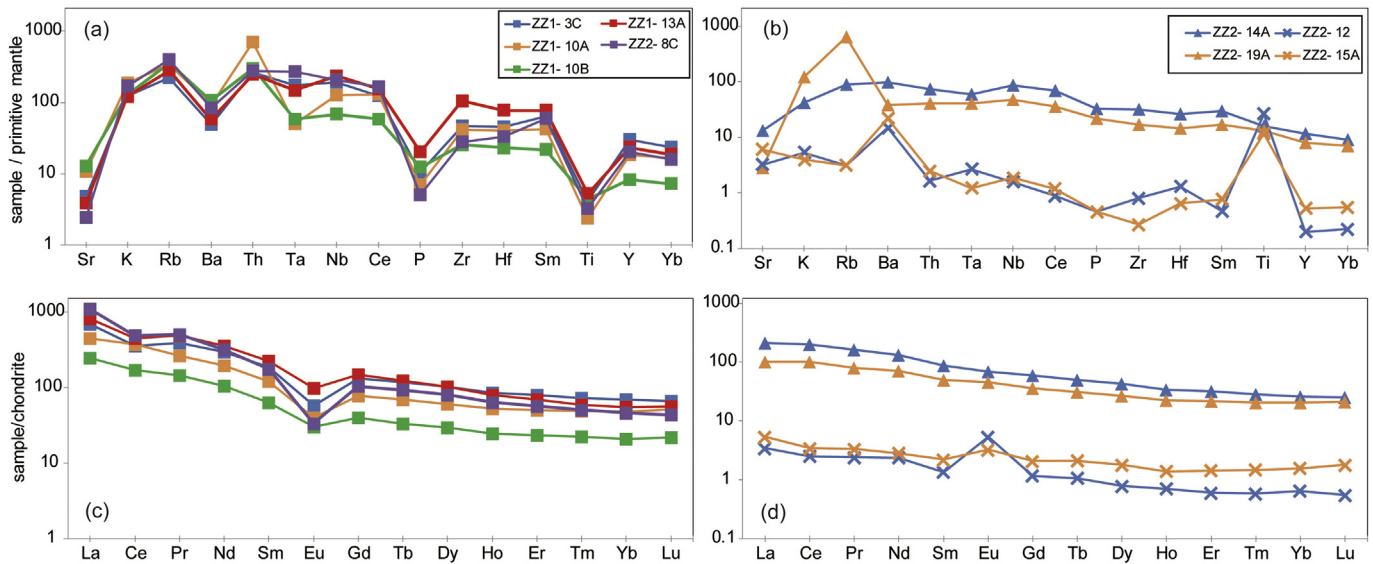 (a)
ZZ1- 3C
ZZ1- 13A
ZZ1- 10A
ZZ2- 8C
ZZ1- 10B
1000
100
10
1
sample / primitive mantle
Sr K Rb Ba Th Ta Nb Ce P Zr Hf Sm Ti Y Yb
(b)
ZZ2- 14A
ZZ2- 12
ZZ2- 19A
ZZ2- 15A
1000
100
10
1
0.1
Sr K Rb Ba Th Ta Nb Ce P Zr Hf Sm Ti Y Yb
1000
100
10
1
sample/chondrite
(c)
La Ce Pr Nd Sm Eu Gd Tb Dy Ho Er Tm Yb Lu
1000
100
10
1
0.1
(d)
La Ce Pr Nd Sm Eu Gd Tb Dy Ho Er Tm Yb Lu